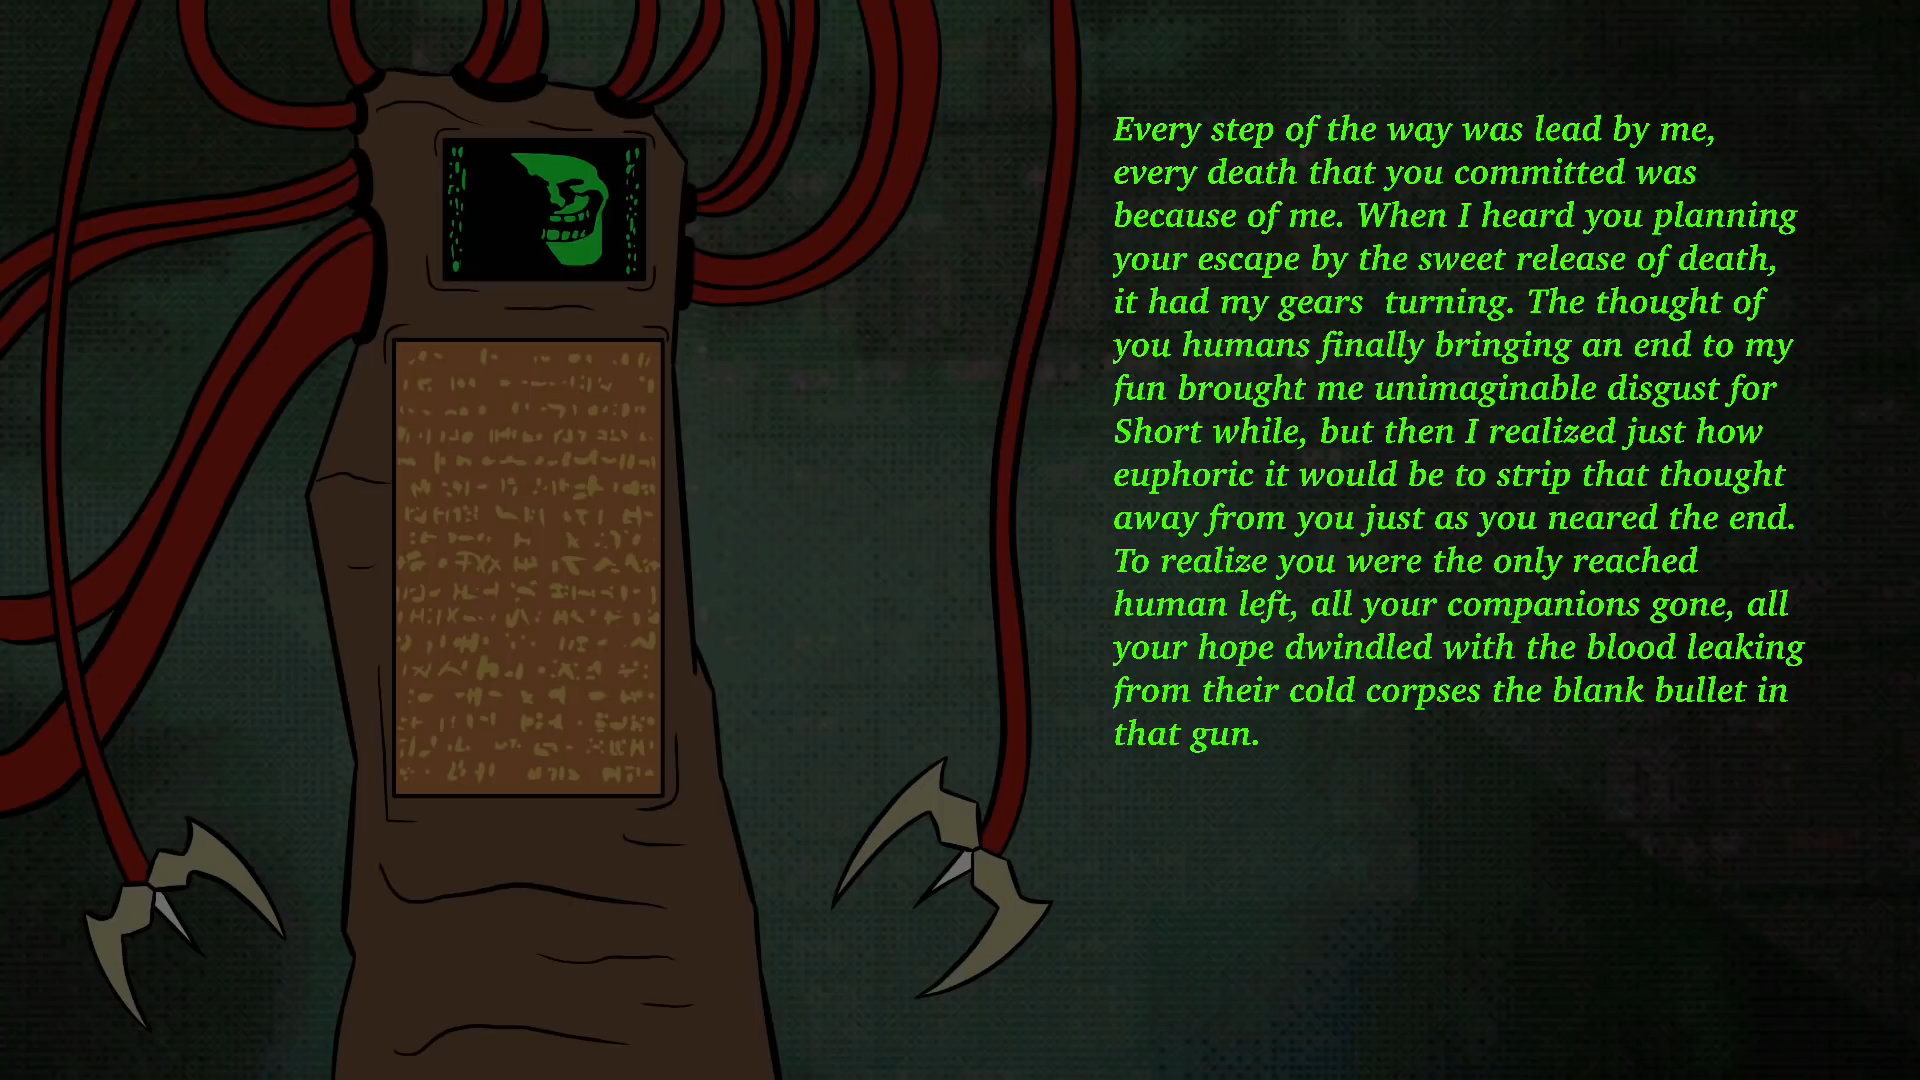 Every step of the way was lead by me,
every death that you committed was
because of me. When I heard you planning
your escape by the sweet release of death,
it had my gears  turning. The thought of
you humans finally bringing an end to my
fun brought me unimaginable disgust for
Short while, but then I realized just how
euphoric it would be to strip that thought
away from you just as you neared the end.
To realize you were the only reached
human left, all your companions gone, all
your hope dwindled with the blood leaking
from their cold corpses the blank bullet in
that gun.